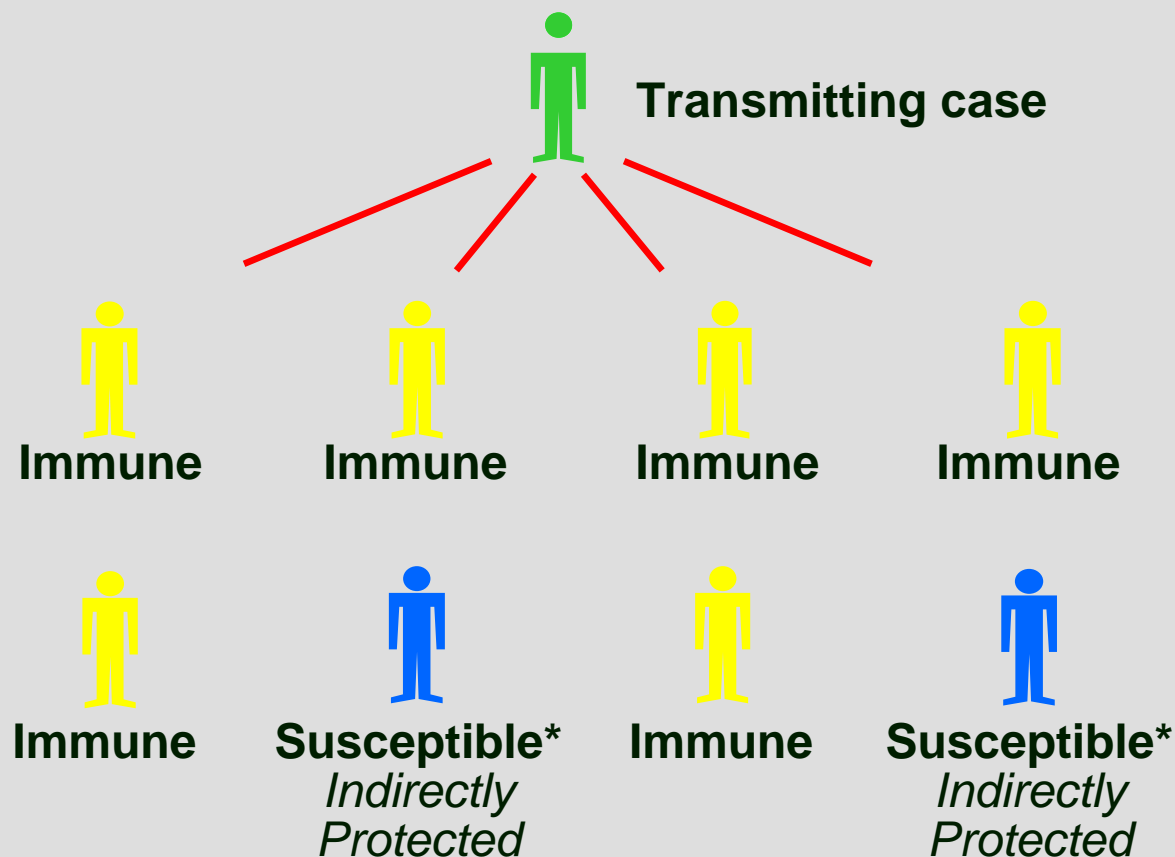 Transmitting case
Immune
Immune
Immune
Immune
Immune
Susceptible*
Indirectly
Protected
Immune
Susceptible*
Indirectly
Protected